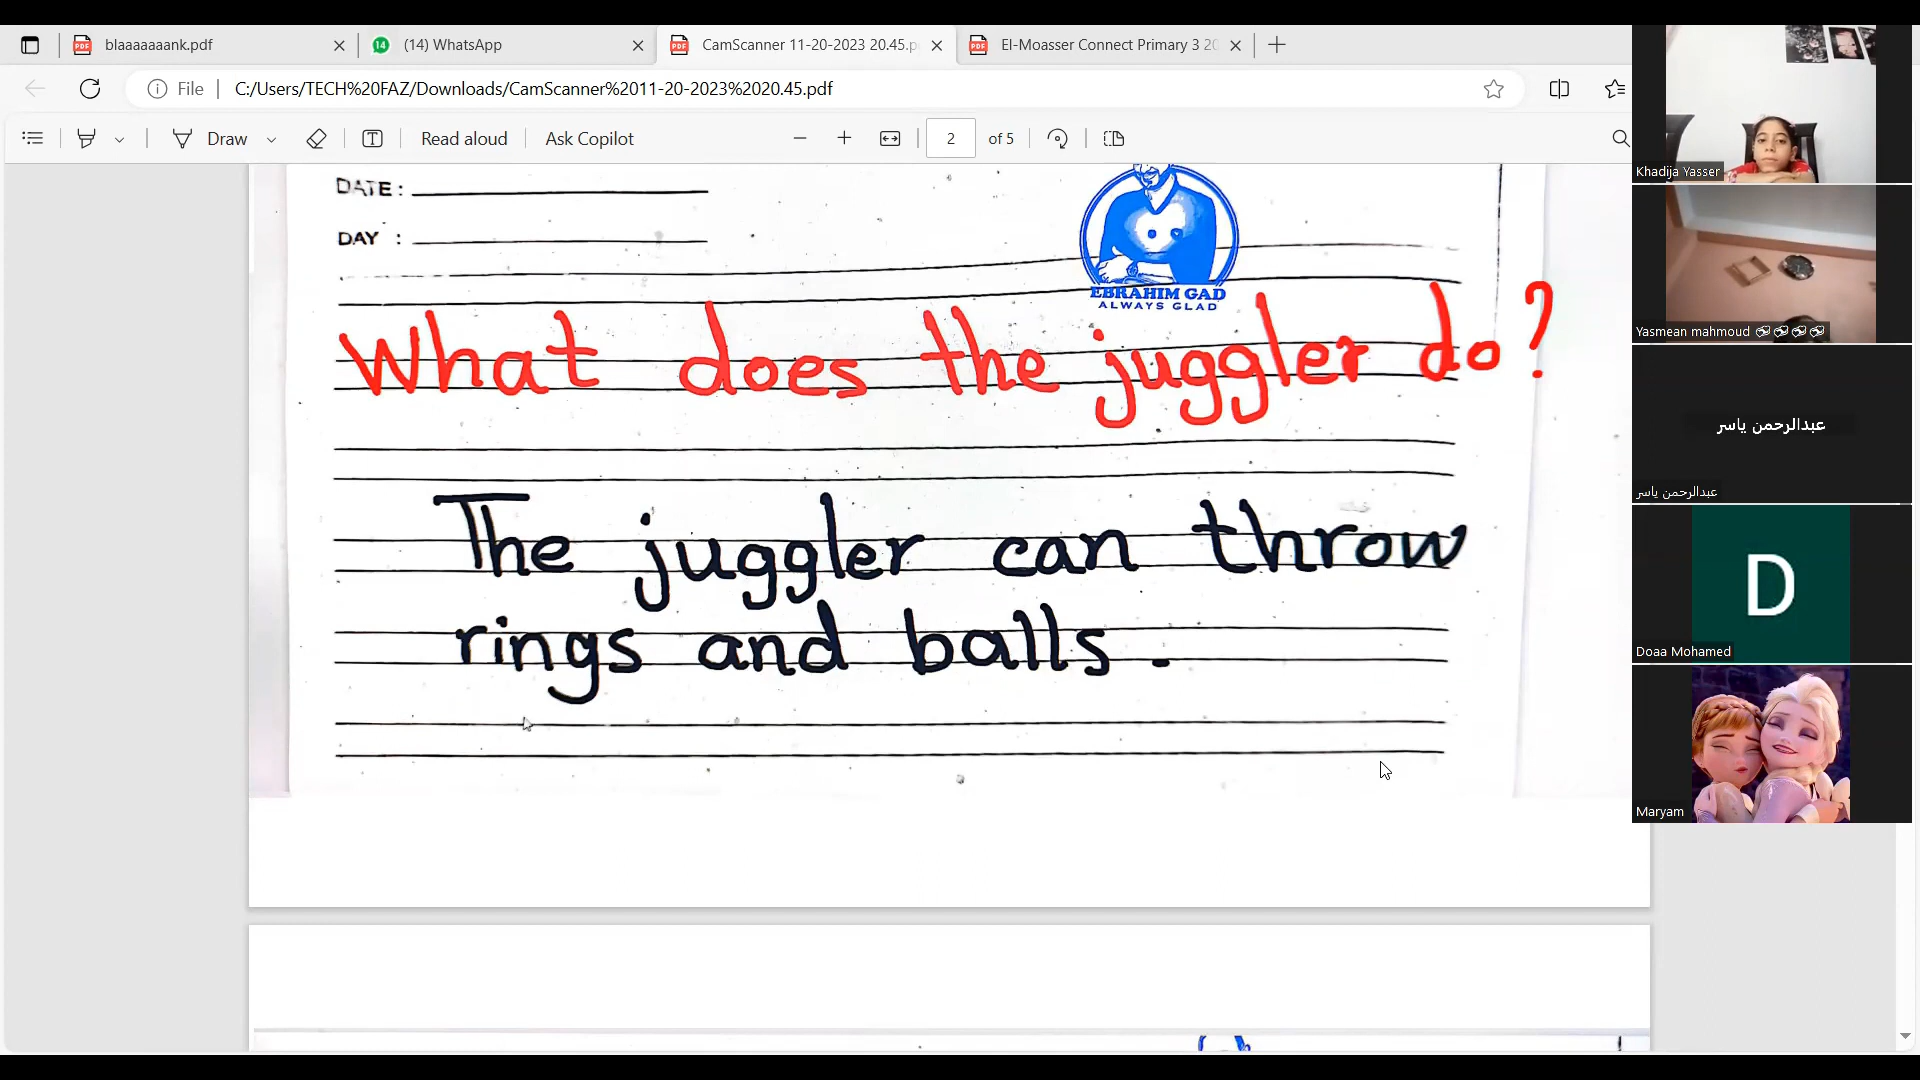 blaaaaaaank.pdf
(14) WhatsApp
CamScanner 11-20-2023 20.45.p
El-Moasser Connect Primary 3 20
File
C:/Users/TECH%20FAZ/Downloads/CamScanner%2011-20-2023%2020.45.pdf
Draw
Read aloud
Ask Copilot
2
of 5
DATE :
DAY :
EBRAHIM GAD
ALWAYS GLAD
What does the juggler do?
The juggler can throw
rings and balls.
Khadija Yasser
Yasmean mahmoud
عبدالرحمن ياسر
عبدالرحمن ياسر
D
Doaa Mohamed
Maryam